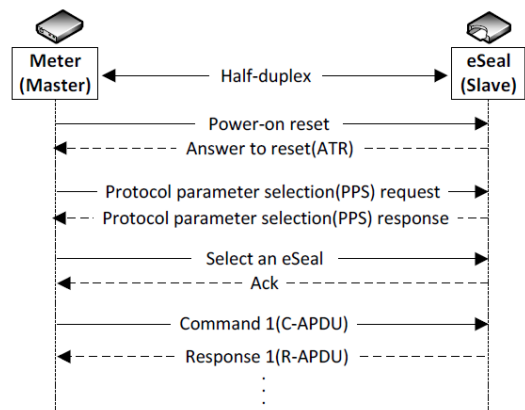 Meter
(Master)
Half-duplex
eSeal
(Slave)
Power-on reset
Answer to reset(ATR)
Protocol parameter selection(PPS) request
Protocol parameter selection(PPS) response
Select an eSeal
Ack
Command 1(C-APDU)
Response 1(R-APDU)